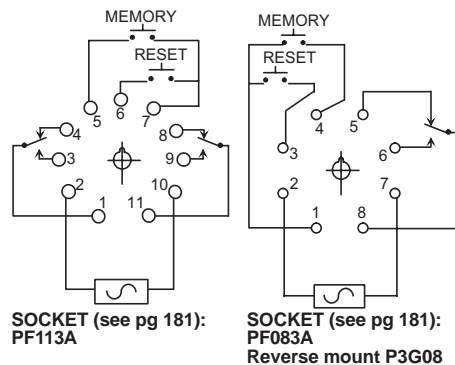 MEMORY
RESET
5
6
7
4
8
3
9
2
10
1
11
SOCKET (see pg 181):
PF113A
MEMORY
RESET
4
5
3
6
2
7
1
8
SOCKET (see pg 181):
PF083A
Reverse mount P3G08